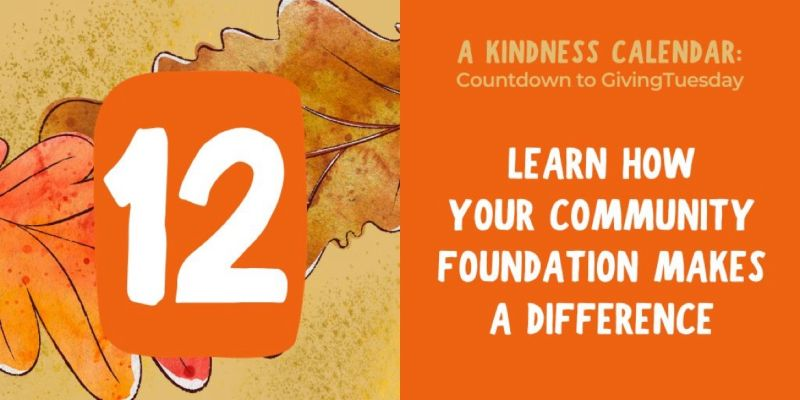 12
A KINDNESS CALENDAR:
Countdown to GivingTuesday
LEARN HOW
YOUR COMMUNITY
FOUNDATION MAKES
A DIFFERENCE